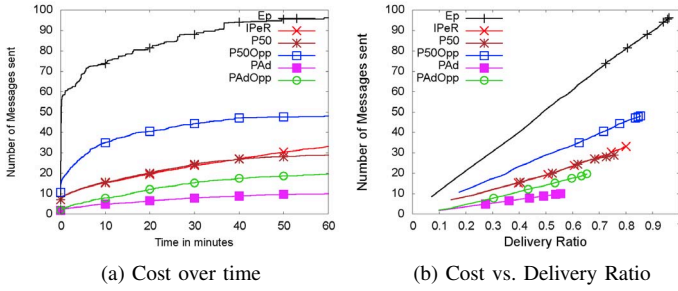 Number of Messages sent
100
90
80
70
60
50
40
30
20
10
0
Ep
IPeR
P50
P50Opp
PAd
PAdOpp
0 10 20 30 40 50 60
Time in minutes
(a) Cost over time
Number of Messages sent
100
90
80
70
60
50
40
30
20
10
0
Ep
IPeR
P50
P50Opp
PAd
PAdOpp
0 0.1 0.2 0.3 0.4 0.5 0.6 0.7 0.8 0.9 1
Delivery Ratio
(b) Cost vs. Delivery Ratio